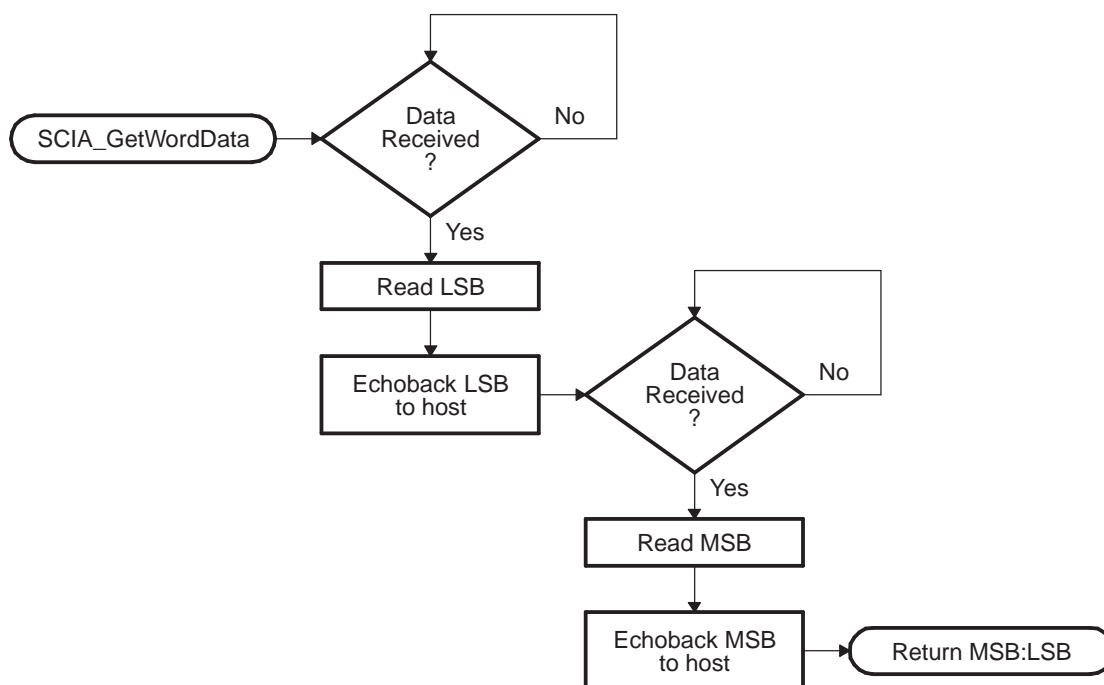 SCIA_GetWordData
Data
Received
?
No
Yes
Read LSB
Echoback LSB
to host
Data
Received
?
No
Yes
Read MSB
Echoback MSB
to host
Return MSB:LSB